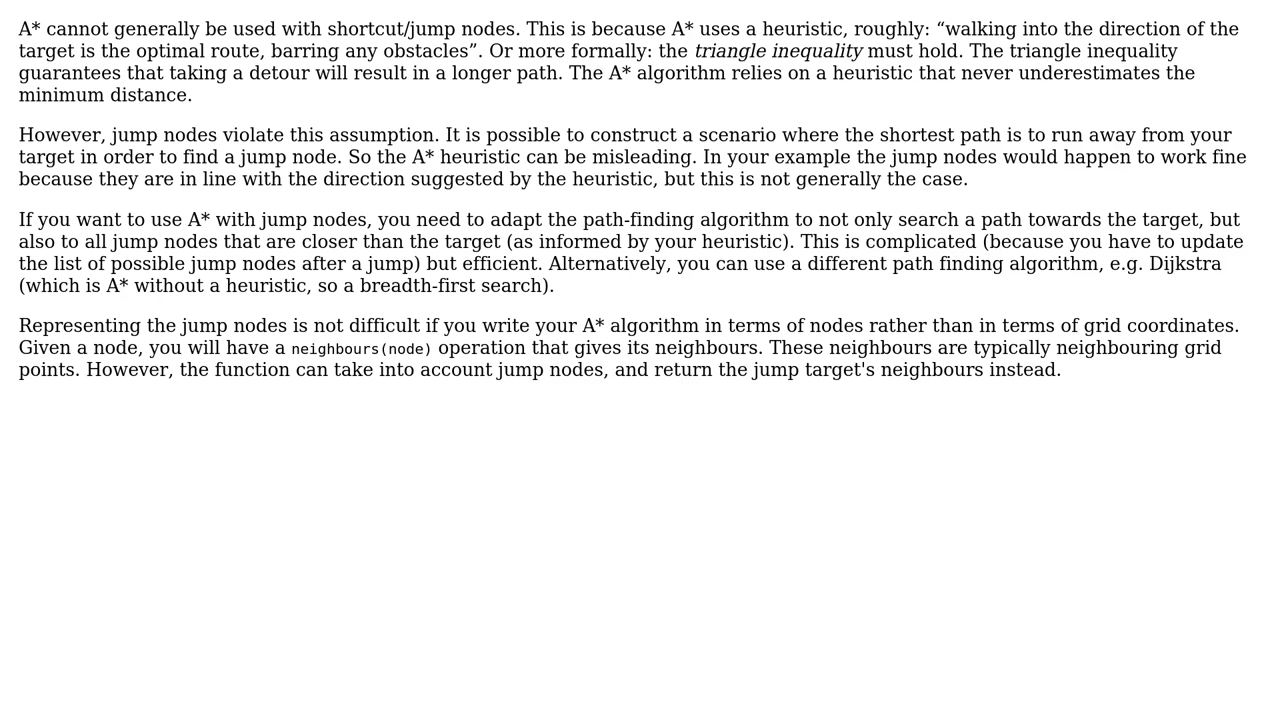 A* cannot generally be used with shortcut/jump nodes. This is because A* uses a heuristic, roughly: “walking into the direction of the
target is the optimal route, barring any obstacles”. Or more formally: the triangle inequality must hold. The triangle inequality
guarantees that taking a detour will result in a longer path. The A* algorithm relies on a heuristic that never underestimates the
minimum distance.
However, jump nodes violate this assumption. It is possible to construct a scenario where the shortest path is to run away from your
target in order to find a jump node. So the A* heuristic can be misleading. In your example the jump nodes would happen to work fine
because they are in line with the direction suggested by the heuristic, but this is not generally the case.
If you want to use A* with jump nodes, you need to adapt the path-finding algorithm to not only search a path towards the target, but
also to all jump nodes that are closer than the target (as informed by your heuristic). This is complicated (because you have to update
the list of possible jump nodes after a jump) but efficient. Alternatively, you can use a different path finding algorithm, e.g. Dijkstra
(which is A* without a heuristic, so a breadth-first search).
Representing the jump nodes is not difficult if you write your A* algorithm in terms of nodes rather than in terms of grid coordinates.
Given a node, you will have a neighbours(node) operation that gives its neighbours. These neighbours are typically neighbouring grid
points. However, the function can take into account jump nodes, and return the jump target's neighbours instead.